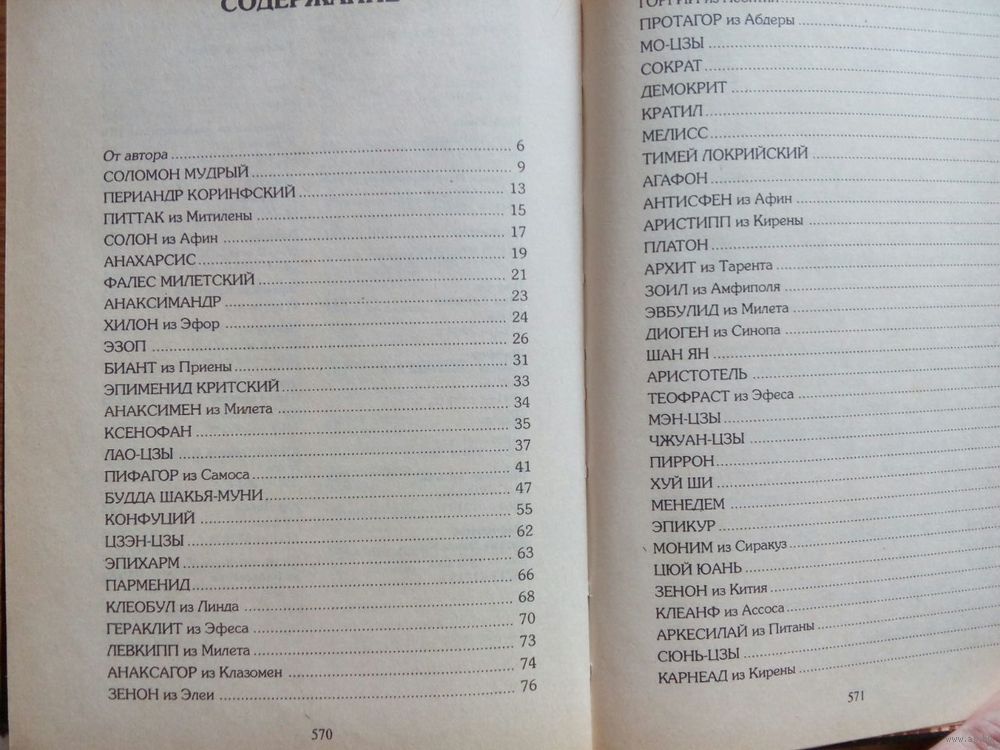 СОДЕРЖАНИЕ
От автора 6
СОЛОМОН МУДРЫЙ 9
ПЕРИАНДР КОРИНФСКИЙ 13
ПИТТАК из Митилены 15
СОЛОН из Афин 17
АНАХАРСИС 19
ФАЛЕС МИЛЕТСКИЙ 21
АНАКСИМАНДР 23
ХИЛОН из Эфор 24
ЭЗОП 26
БИАНТ из Приены 31
ЭПИМЕНИД КРИТСКИЙ 33
АНАКСИМЕН из Милета 34
КСЕНОФАН 35
ЛАО-ЦЗЫ 37
ПИФАГОР из Самоса 41
БУДДА ШАКЬЯ-МУНИ 47
КОНФУЦИЙ 55
ЦЗЭН-ЦЗЫ 62
ЭПИХАРМ 63
ПАРМЕНИД 66
КЛЕОБУЛ из Линда 68
ГЕРАКЛИТ из Эфеса 70
ЛЕВКИПП из Милета 73
АНАКСАГОР из Клазомен 74
ЗЕНОН из Элеи 76
570
ГОРГИЙ из
ПРОТАГОР из Абдеры
МО-ЦЗЫ
СОКРАТ
ДЕМОКРИТ
КРАТИЛ
МЕЛИСС
ТИМЕЙ ЛОКРИЙСКИЙ
АГАФОН
АНТИСФЕН из Афин
АРИСТИПП из Кирены
ПЛАТОН
АРХИТ из Тарента
ЗОИЛ из Амфиполя
ЭВБУЛИД из Милета
ДИОГЕН из Синопа
ШАН ЯН
АРИСТОТЕЛЬ
ТЕОФРАСТ из Эфеса
МЭН-ЦЗЫ
ЧЖУАН-ЦЗЫ
ПИРРОН
ХУЙ ШИ
МЕНЕДЕМ
ЭПИКУР
МОНИМ из Сиракуз
ЦЮЙ ЮАНЬ
ЗЕНОН из Кития
КЛЕАНФ из Ассоса
АРКЕСИЛАЙ из Питаны
СЮНЬ-ЦЗЫ
КАРНЕАД из Кирены
571